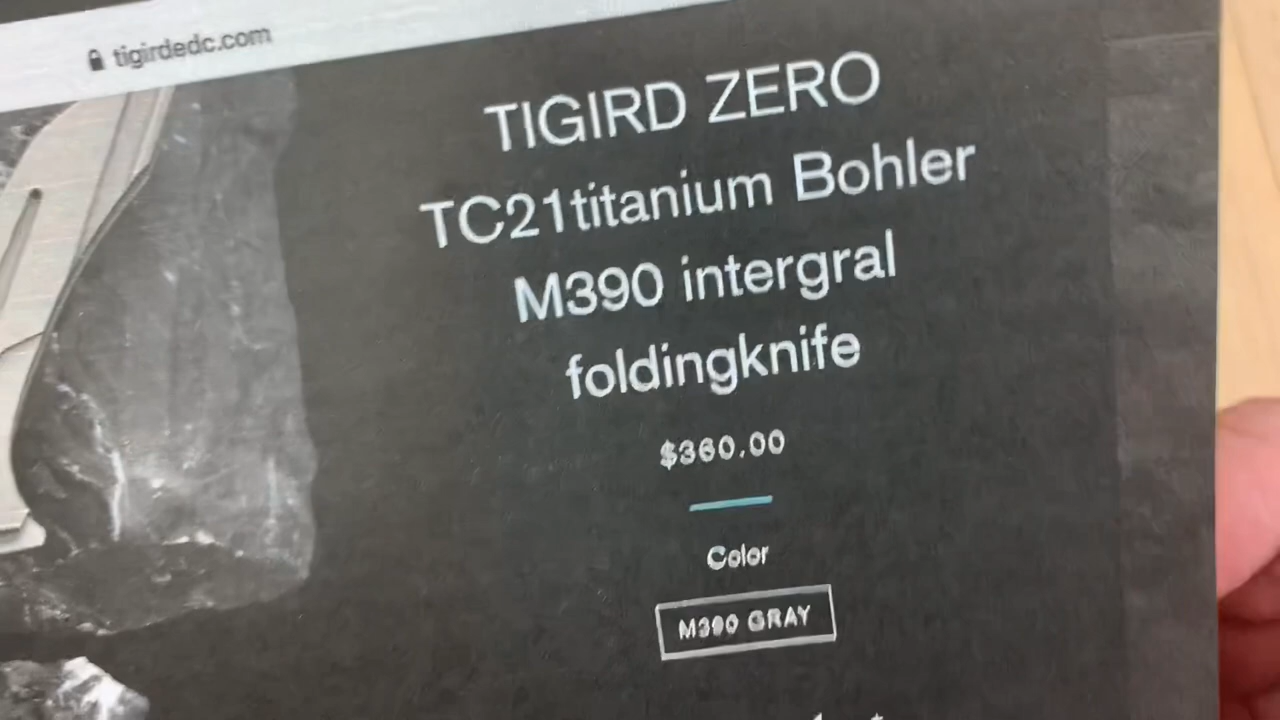 tigirdedc.com
TIGIRD ZERO
TC21titanium Bohler
M390 intergral
foldingknife
$360.00
Color
M390 GRAY